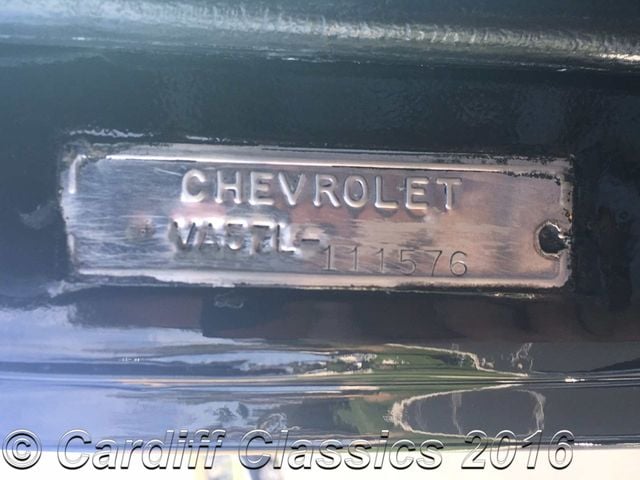 CHEVROLET
VA57L-111576
© Cardiff Classics 2016